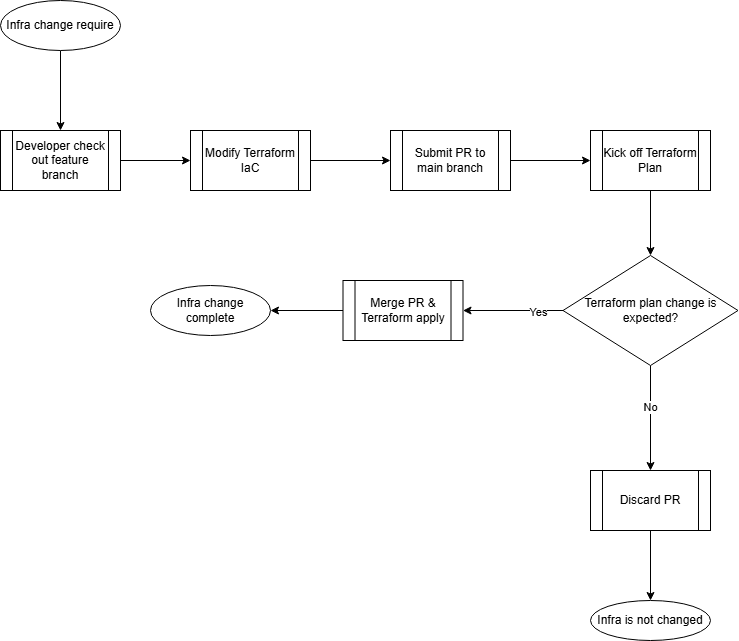 Infra change require
Developer check
out feature
branch
Modify Terraform
IaC
Submit PR to
main branch
Kick off Terraform
Plan
Terraform plan change is
expected?
Yes
Merge PR &
Terraform apply
Infra change
complete
No
Discard PR
Infra is not changed